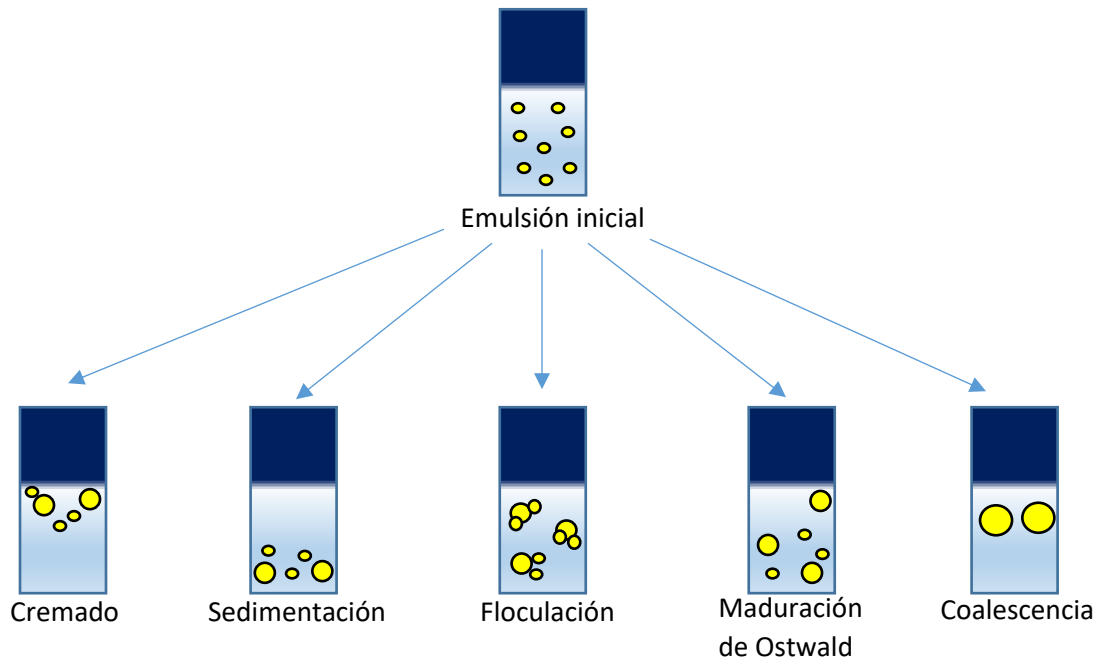 Emulsión inicial
Cremado
Sedimentación
Floculación
Maduración
de Ostwald
Coalescencia